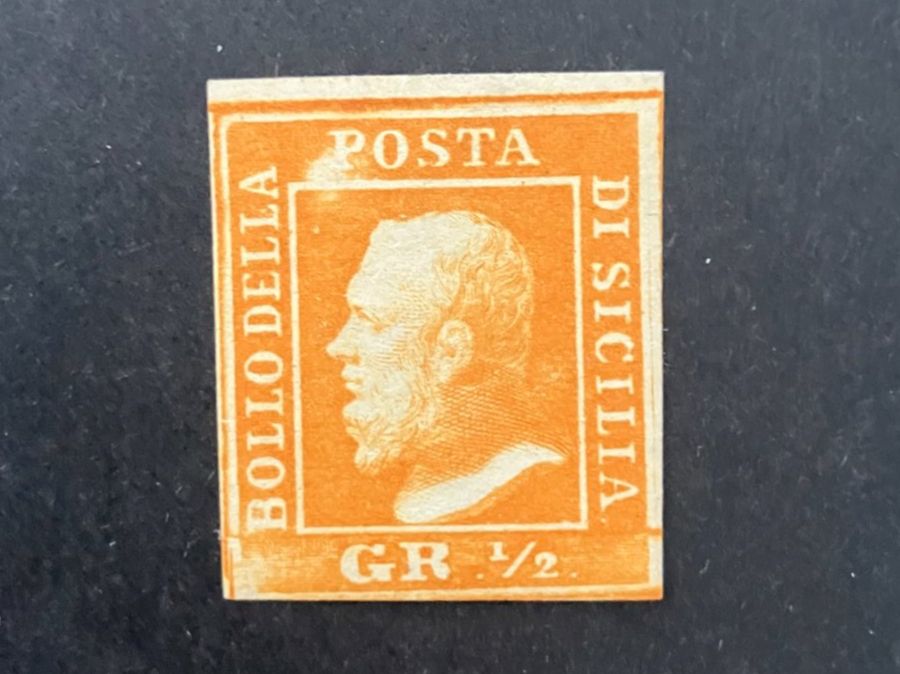 BOLLO DELLA
POSTA
DI SICILIA
GR. ½.